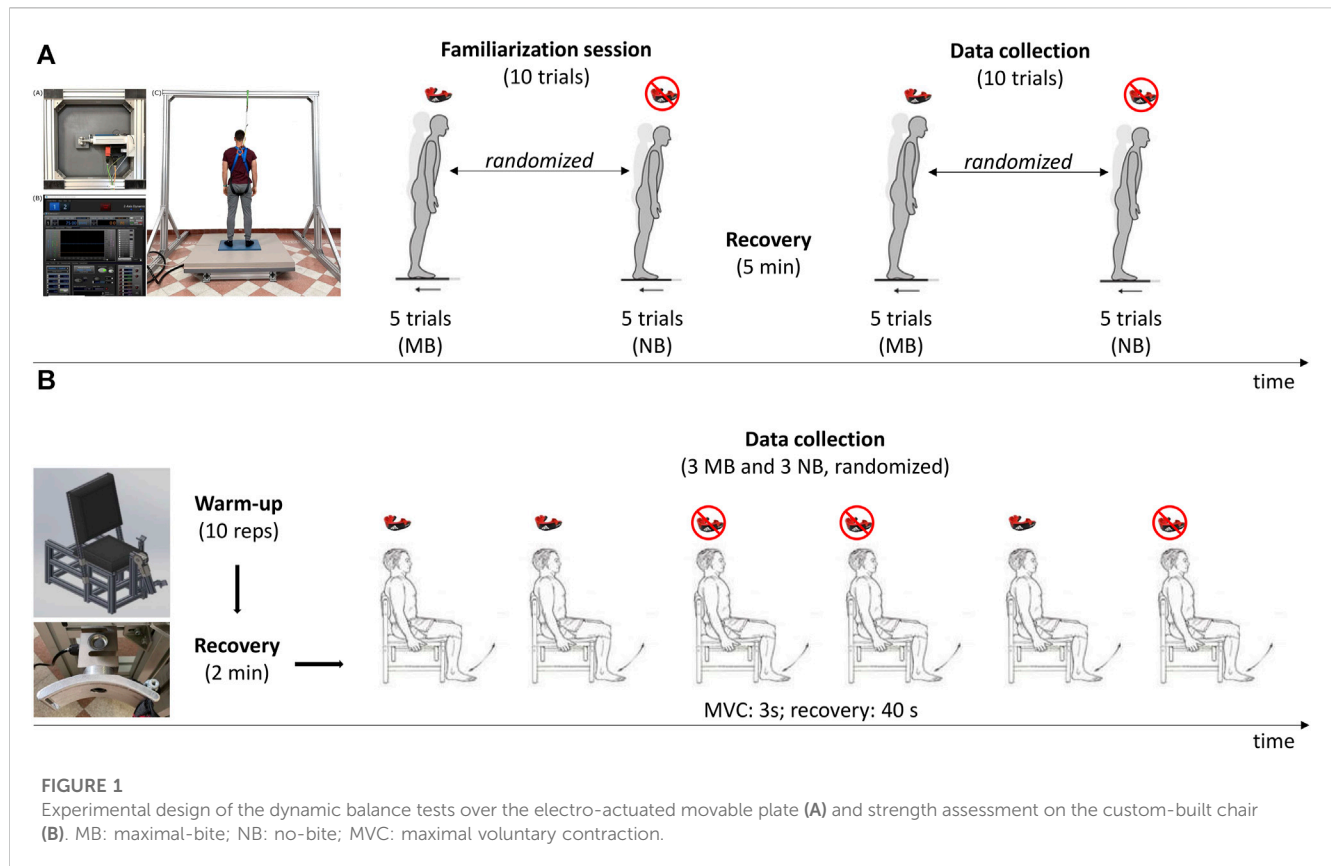 A
Familiarization session
(10 trials)
Data collection
(10 trials)
(A)
(C)
(B)
1 2
randomized
randomized
Recovery
(5 min)
5 trials
(MB)
5 trials
(NB)
5 trials
(MB)
5 trials
(NB)
time
B
Data collection
(3 MB and 3 NB, randomized)
Warm-up
(10 reps)
Recovery
(2 min)
MVC: 3s; recovery: 40 s
time
FIGURE 1
Experimental design of the dynamic balance tests over the electro-actuated movable plate (A) and strength assessment on the custom-built chair
(B). MB: maximal-bite; NB: no-bite; MVC: maximal voluntary contraction.